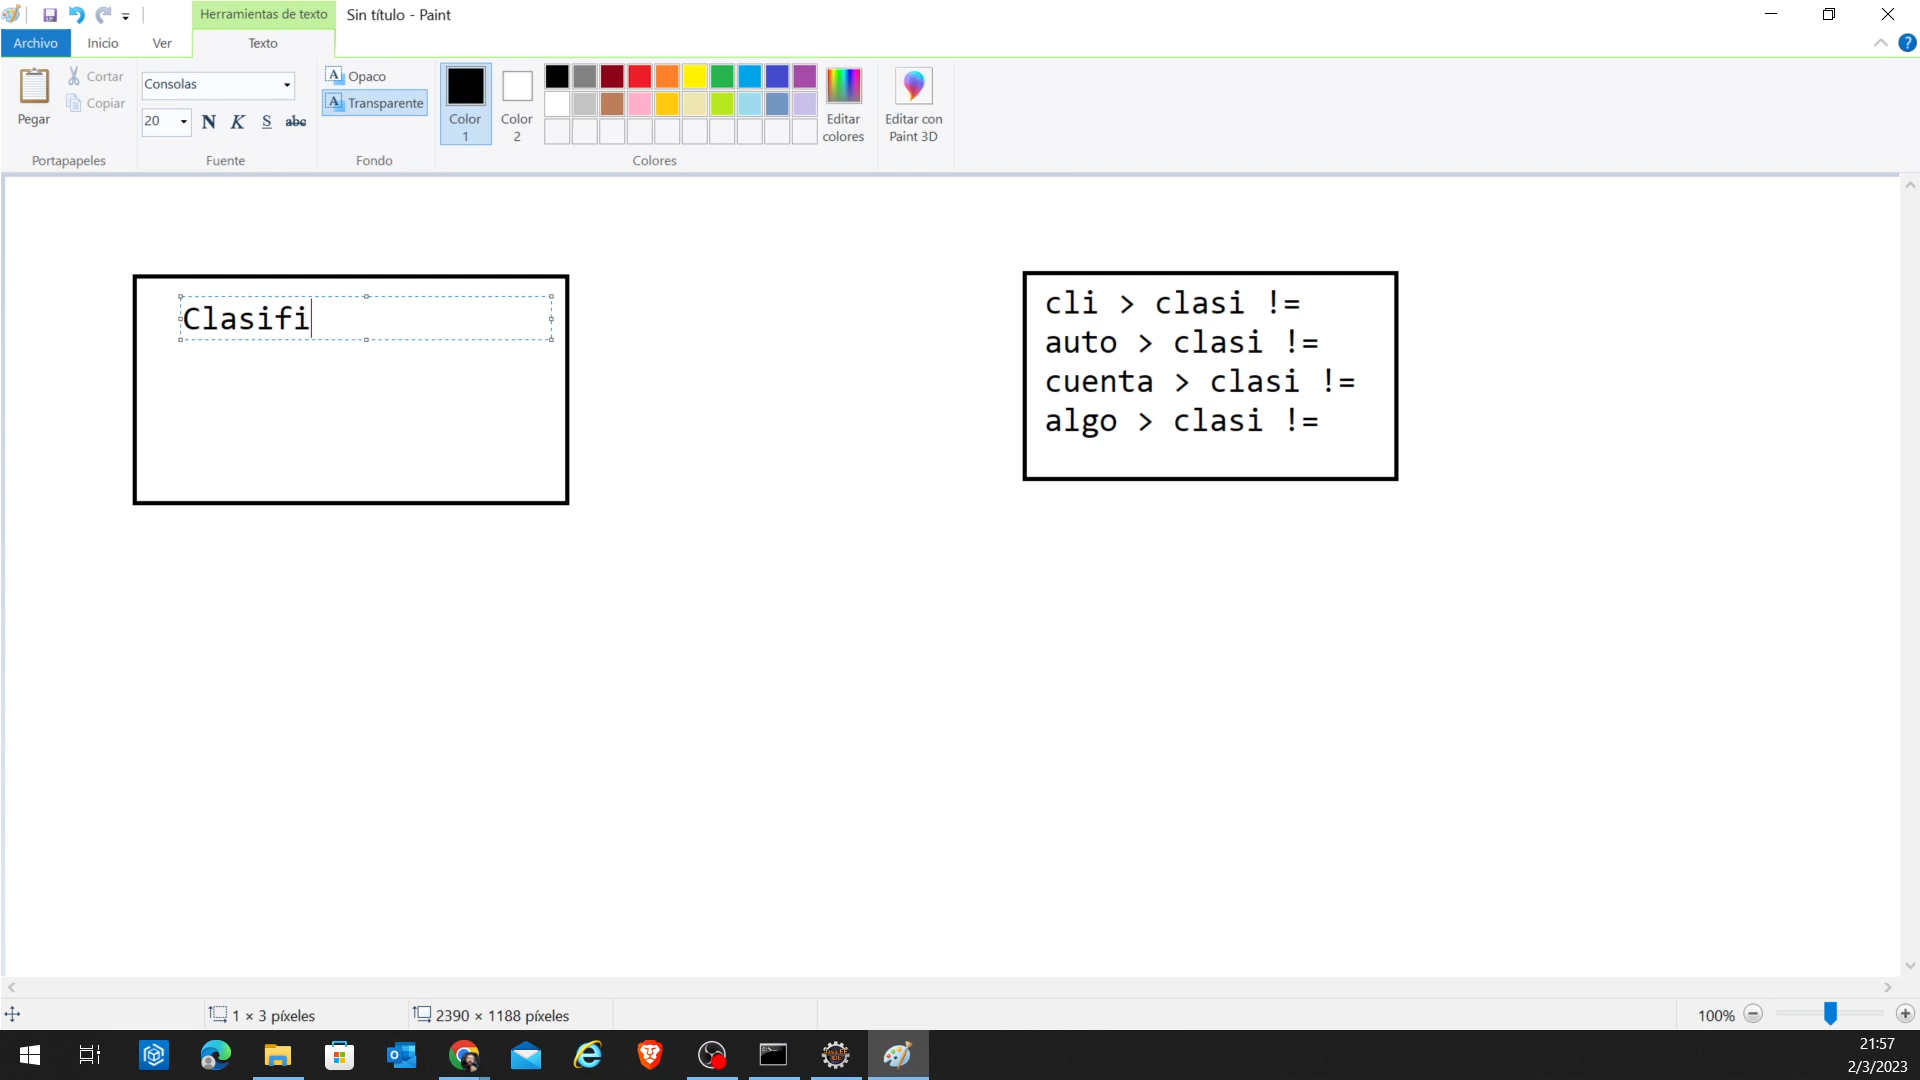 Herramientas de texto
Sin título - Paint
Archivo
Inicio
Ver
Texto
Pegar
Cortar
Copiar
Portapapeles
Consolas
20
N K S abc
Fuente
A Opaco
A Transparente
Fondo
Color 1
Color 2
Editar colores
Colores
Editar con Paint 3D
Clasifi
cli > clasi !=
auto > clasi !=
cuenta > clasi !=
algo > clasi !=
1 × 3 píxeles
2390 × 1188 píxeles
100%
21:57
2/3/2023